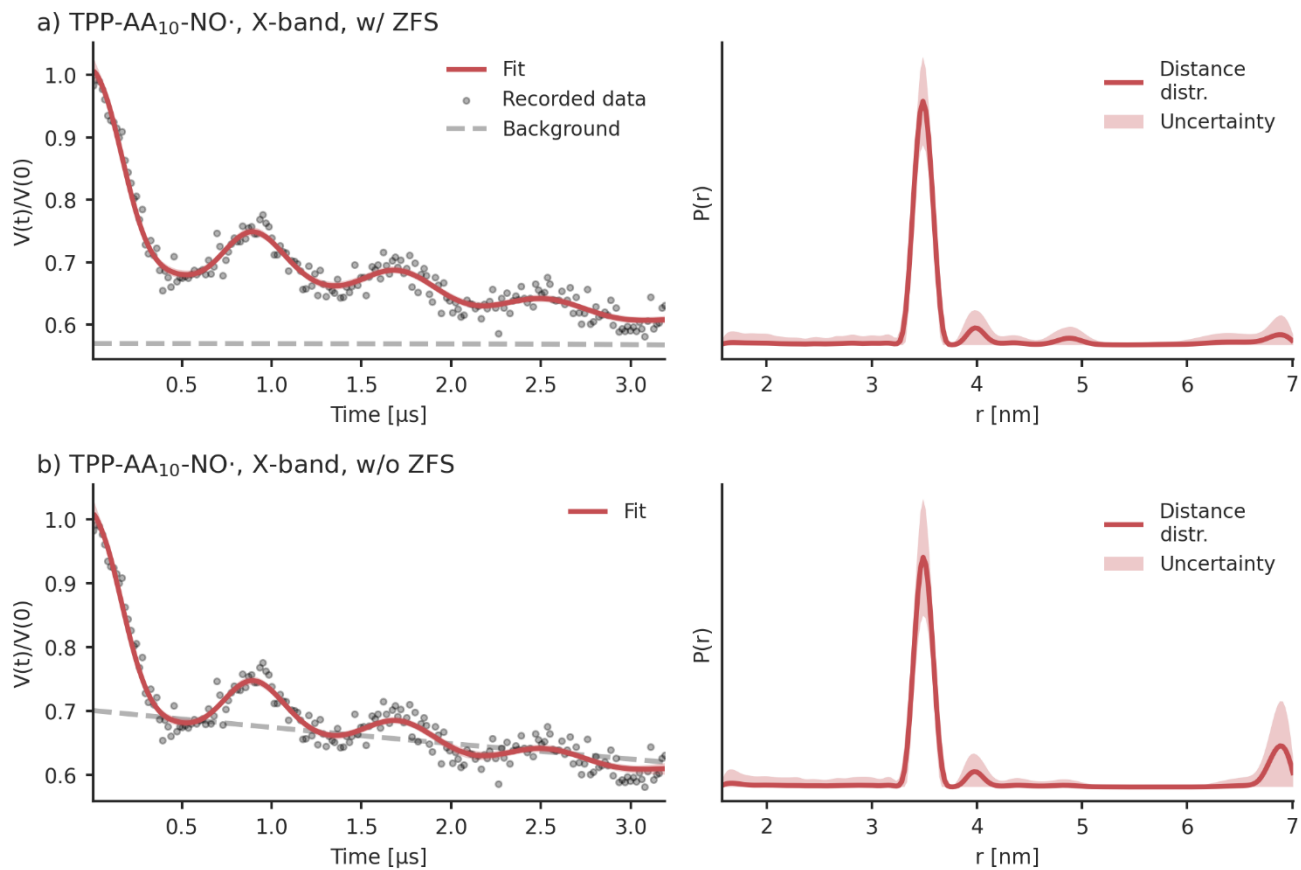 a) TPP-AA₁₀-NO·, X-band, w/ ZFS
V(t)/V(0)
1.0
0.9
0.8
0.7
0.6
Fit
Recorded data
Background
0.5 1.0 1.5 2.0 2.5 3.0
Time [μs]
P(r)
Distance
distr.
Uncertainty
2 3 4 5 6 7
r [nm]
b) TPP-AA₁₀-NO·, X-band, w/o ZFS
V(t)/V(0)
1.0
0.9
0.8
0.7
0.6
Fit
0.5 1.0 1.5 2.0 2.5 3.0
Time [μs]
P(r)
Distance
distr.
Uncertainty
2 3 4 5 6 7
r [nm]